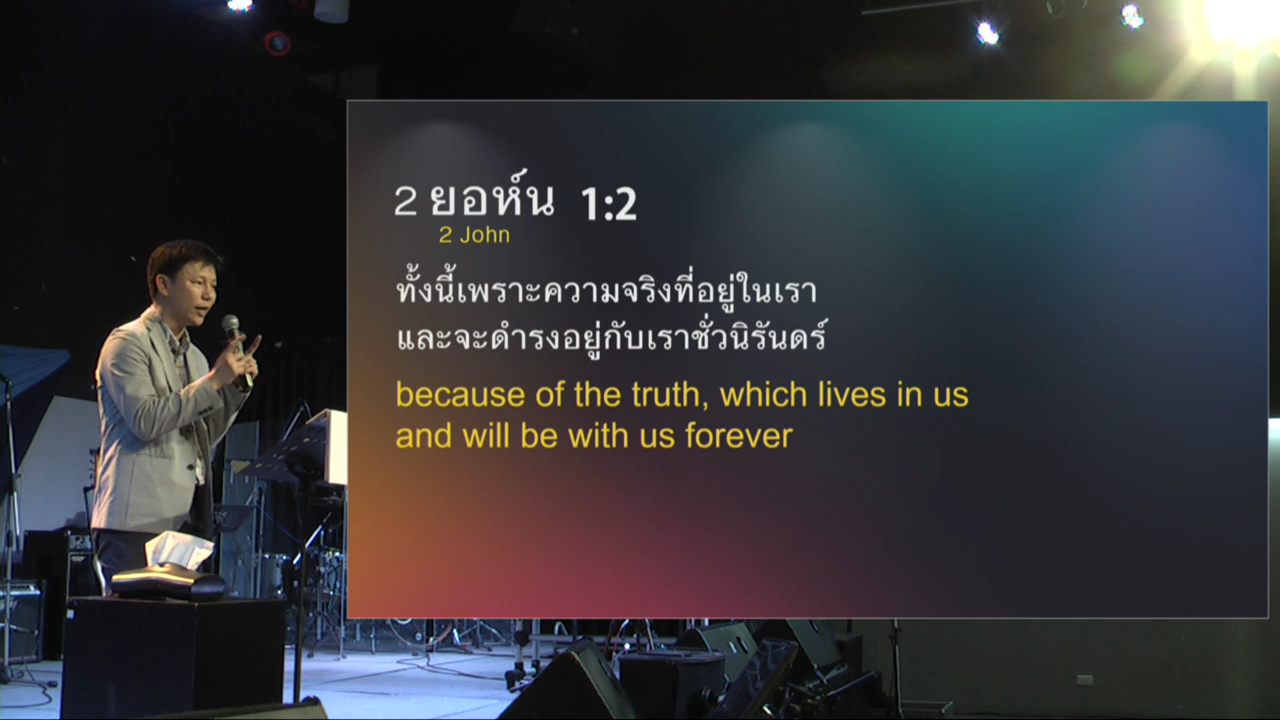 2 ยอห์น 1:2
2 John
ทั้งนี้เพราะความจริงที่อยู่ในเรา
และจะดำรงอยู่กับเราชั่วนิรันดร์
because of the truth, which lives in us
and will be with us forever